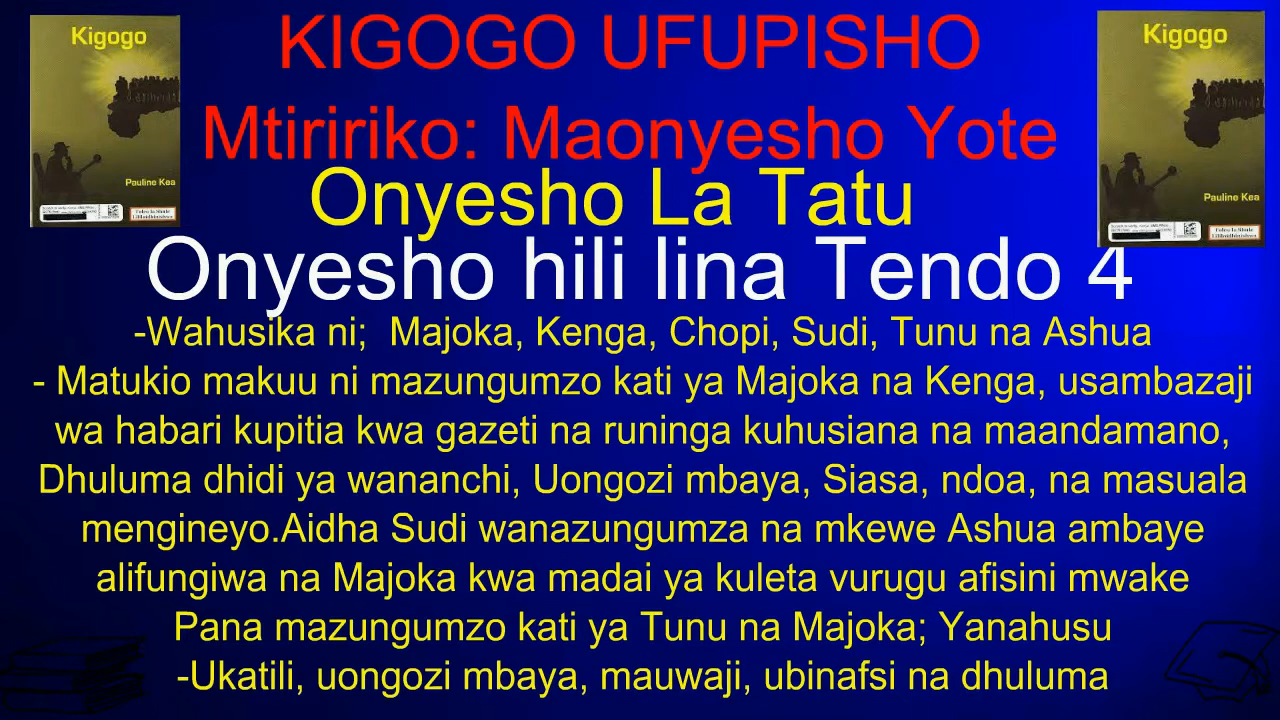 Kigogo
Pauline Kea
KIGOGO UFUPISHO
Mtiririko: Maonyesho Yote
Onyesho La Tatu
Onyesho hili lina Tendo 4
Kigogo
Pauline Kea
-Wahusika ni; Majoka, Kenga, Chopi, Sudi, Tunu na Ashua
- Matukio makuu ni mazungumzo kati ya Majoka na Kenga, usambazaji
wa habari kupitia kwa gazeti na runinga kuhusiana na maandamano,
Dhuluma dhidi ya wananchi, Uongozi mbaya, Siasa, ndoa, na masuala
mengineyo.Aidha Sudi wanazungumza na mkewe Ashua ambaye
alifungiwa na Majoka kwa madai ya kuleta vurugu afisini mwake
Pana mazungumzo kati ya Tunu na Majoka; Yanahusu
-Ukatili, uongozi mbaya, mauwaji, ubinafsi na dhuluma